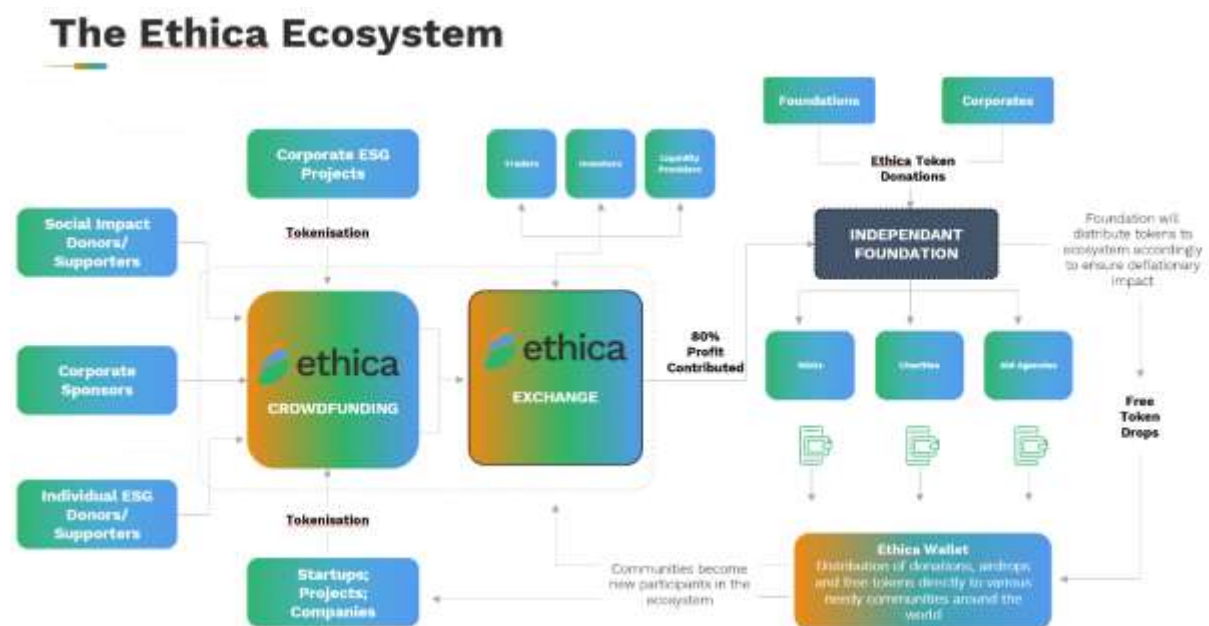 The Ethica Ecosystem
Foundations
Corporates
Corporate ESG
Projects
Traders
Investors
Liquidity
Providers
Ethica Token
Donations
Social Impact
Donors/
Supporters
Tokenisation
INDEPENDANT
FOUNDATION
Foundation will
distribute tokens to
ecosystem accordingly
to ensure deflationary
impact
ethica
CROWDFUNDING
ethica
EXCHANGE
80%
Profit
Contributed
Corporate
Sponsors
Charities
Aid Agencies
Free
Token
Drops
Individual ESG
Donors/
Supporters
Tokenisation
Startups;
Projects;
Companies
Communities become
new participants in the
ecosystem
Ethica Wallet
Distribution of donations, airdrops
and free tokens directly to various
needy communities around the
world